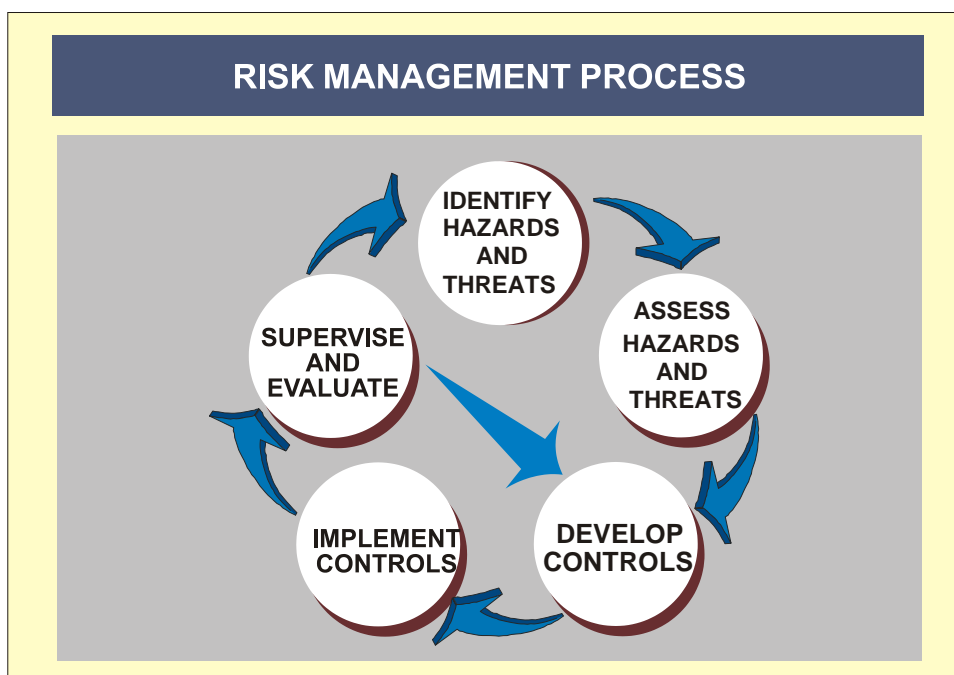 RISK MANAGEMENT PROCESS
IDENTIFY
HAZARDS
AND
THREATS
ASSESS
HAZARDS
AND
THREATS
DEVELOP
CONTROLS
IMPLEMENT
CONTROLS
SUPERVISE
AND
EVALUATE